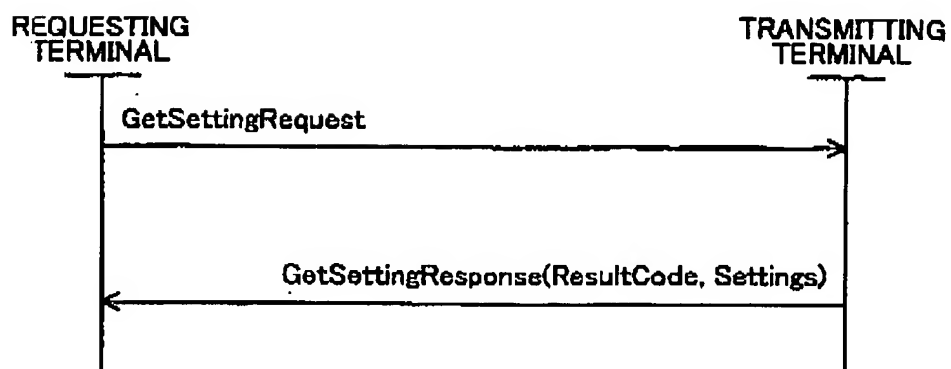 REQUESTING
TERMINAL
TRANSMITTING
TERMINAL
GetSettingRequest
GetSettingResponse(ResultCode, Settings)